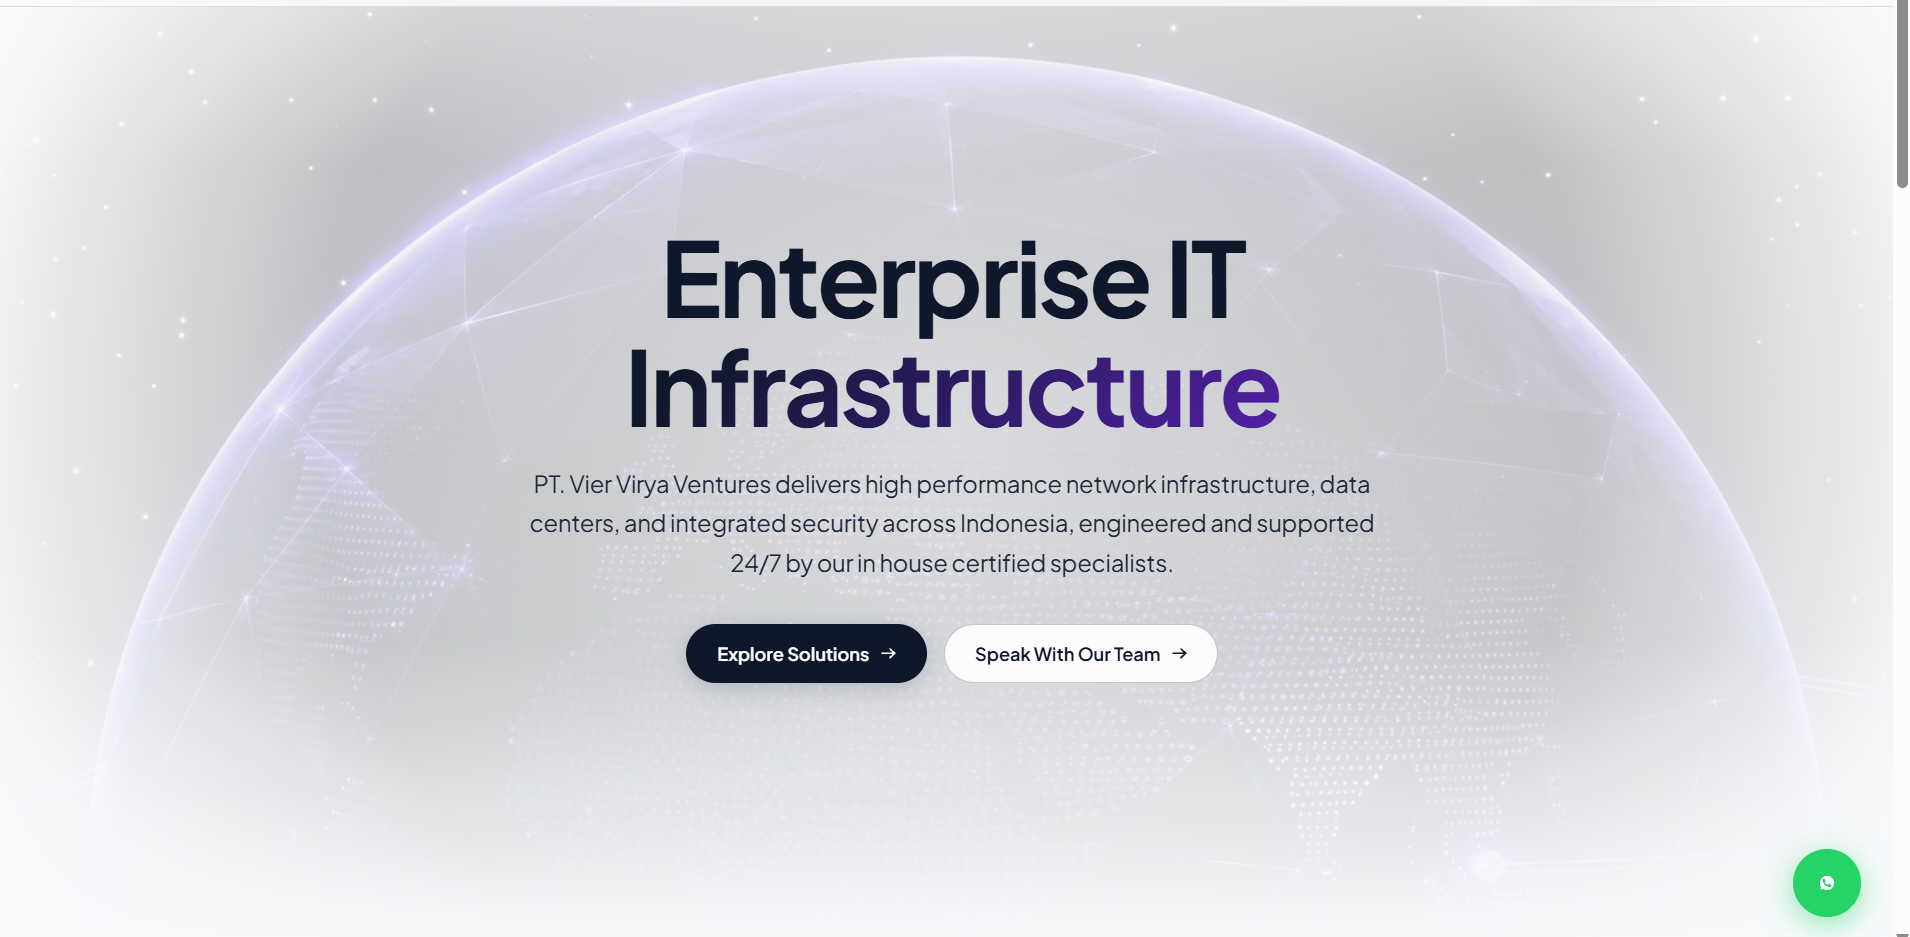 Enterprise IT
Infrastructure
PT. Vier Virya Ventures delivers high performance network infrastructure, data
centers, and integrated security across Indonesia, engineered and supported
24/7 by our in house certified specialists.
Explore Solutions →
Speak With Our Team →